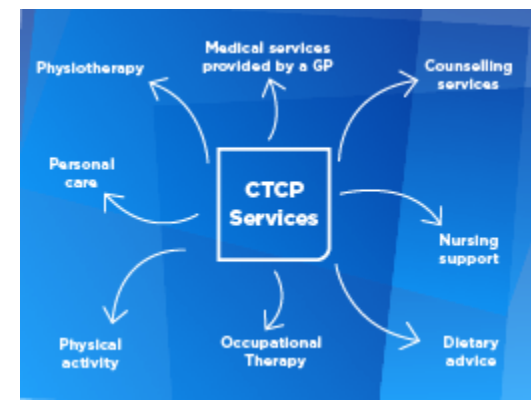 Medical services
provided by a GP
Physiotherapy
Counselling
services
Personal
care
CTCP
Services
Nursing
support
Physical
activity
Occupational
Therapy
Dietary
advice